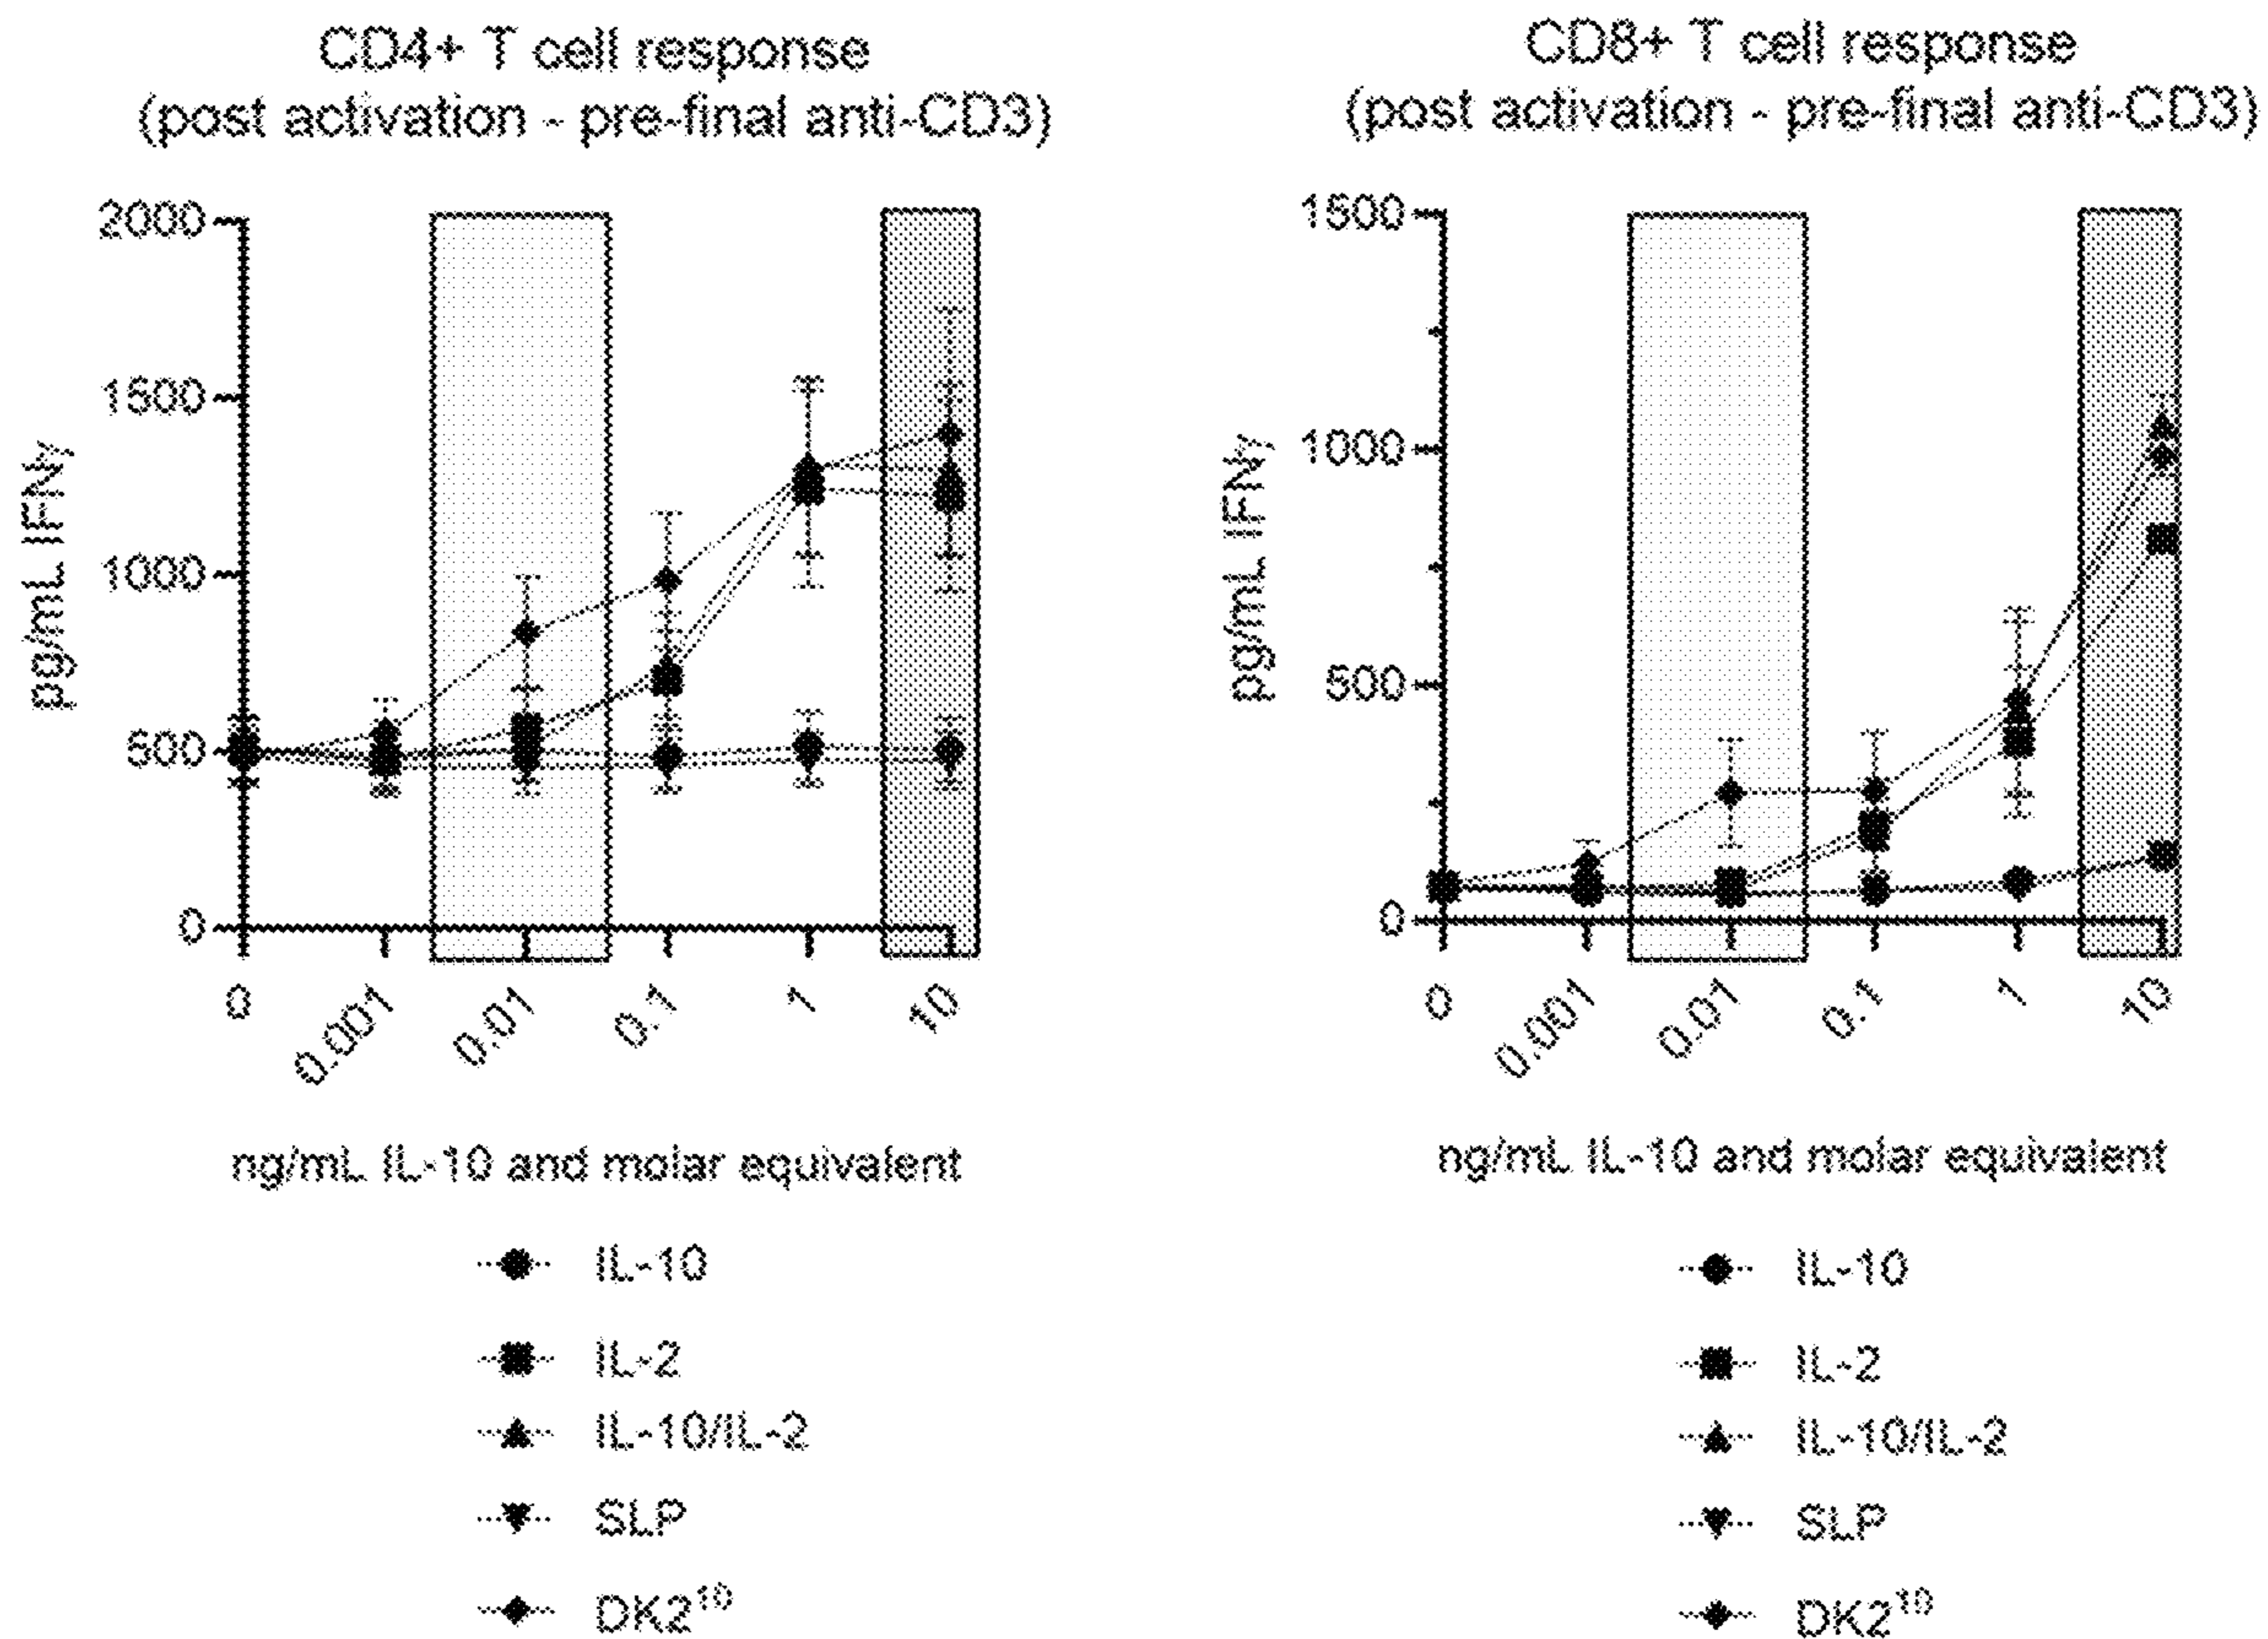 CD4+ T cell response
(post activation - pre-final anti-CD3)
2000
1500
1000
500
0
pg/mL IFNγ
0
0.001
0.01
0.1
1
10
ng/mL IL-10 and molar equivalent
IL-10
IL-2
IL-10/IL-2
SLP
DK2¹⁰
CD8+ T cell response
(post activation - pre-final anti-CD3)
1500
1000
500
0
pg/mL IFNγ
0
0.001
0.01
0.1
1
10
ng/mL IL-10 and molar equivalent
IL-10
IL-2
IL-10/IL-2
SLP
DK2¹⁰